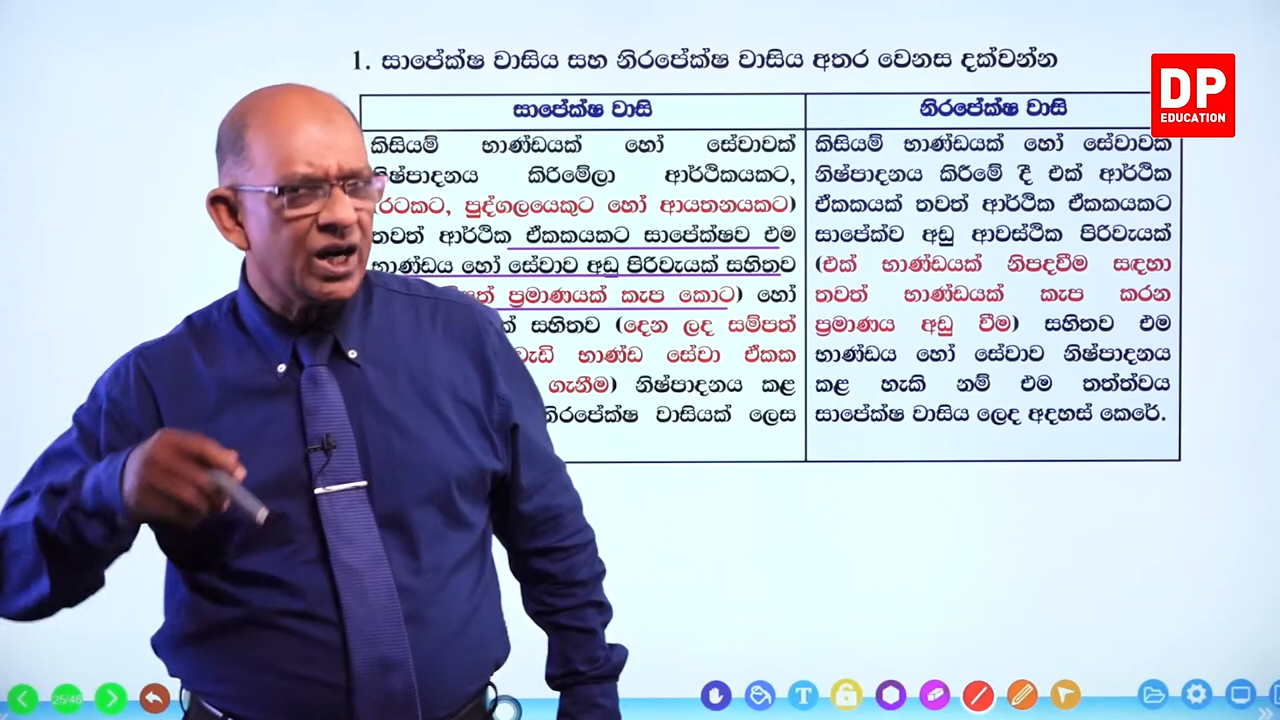 1. සාපේක්ෂ වාසිය සහ නිරපේක්ෂ වාසිය අතර වෙනස දක්වන්න
DP
EDUCATION
සාපේක්ෂ වාසි
කිසියම් භාණ්ඩයක් හෝ සේවාවක්
කිරිමේලා ආර්ථිකයකට,
පුද්ගලයෙකුට හෝ ආයතනයකට)
තවත් ආර්ථික ඒකකයකට සාපේක්ෂව එම
භාණ්ඩය හෝ සේවාව අඩු පිරිවැයක් සහිතව
ප්‍රමාණයක් කැප කොට) හෝ
සහිතව (දෙන ලද සම්පත්
වැඩි භාණ්ඩ සේවා ඒකක
ගැනීම) නිෂ්පාදනය කළ
නිරපේක්ෂ වාසියක් ලෙස
නිරපේක්ෂ වාසි
කිසියම් භාණ්ඩයක් හෝ සේවාවක
නිෂ්පාදනය කිරීමේ දී එක් ආර්ථික
ඒකකයක් තවත් ආර්ථික ඒකකයකට
සාපේක්ව අඩු ආවස්ථික පිරිවැයක්
(එක් භාණ්ඩයක් නිපදවීම සඳහා
තවත් භාණ්ඩයක් කැප කරන
ප්‍රමාණය අඩු වීම) සහිතව එම
භාණ්ඩය හෝ සේවාව නිෂ්පාදනය
කළ හැකි නම් එම තත්ත්වය
සාපේක්ෂ වාසිය ලෙද අදහස් කෙරේ.
25/46